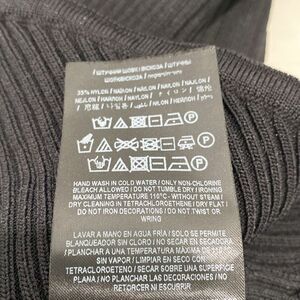 35% NYLON / NAILON / NYLON / NAJLON /
HAND WASH IN COLD WATER / ONLY NON-CHLORINE
BLEACH ALLOWED / DO NOT TUMBLE DRY / IRONING
MAXIMUM TEMPERATURE 110°C - WITHOUT STEAM /
DRY CLEANING IN TETRACHLOROETHENE / DRY FLAT /
DO NOT IRON DECORATIONS / DO NOT TWIST OR
WRING
LAVAR A MANO EN AGUA FRÍA / SOLO SE PERMITE
BLANQUEADOR SIN CLORO / NO SECAR EN SECADORA
/ PLANCHAR A UNA TEMPERATURA MÁXIMA DE 110°C
SIN VAPOR / LIMPIAR EN SECO EN
TETRACLOROETENO / SECAR SOBRE UNA SUPERFICIE
PLANA / NO PLANCHAR LAS DECORACIONES / NO
RETORCER NI ESCURRIR